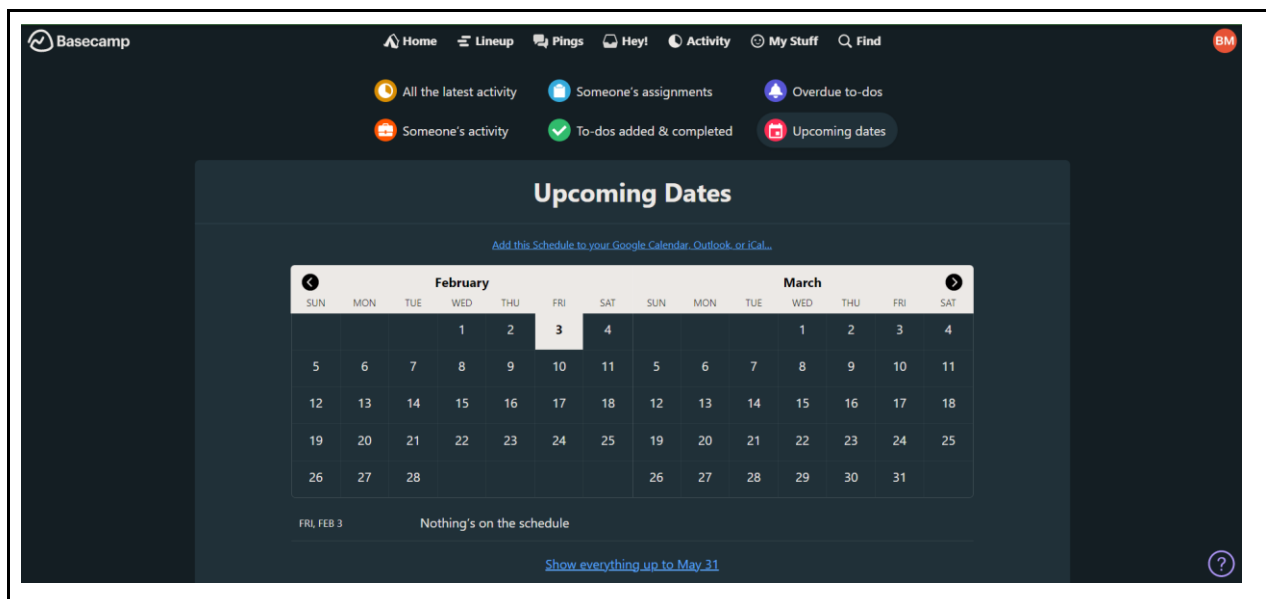 Basecamp Home Lineup Pings Hey! Activity My Stuff Find BM
All the latest activity Someone's assignments Overdue to-dos
Someone's activity To-dos added & completed Upcoming dates
Upcoming Dates
Add this Schedule to your Google Calendar, Outlook, or iCal...
February March
SUN MON TUE WED THU FRI SAT SUN MON TUE WED THU FRI SAT
1 2 3 4 1 2 3 4
5 6 7 8 9 10 11 5 6 7 8 9 10 11
12 13 14 15 16 17 18 12 13 14 15 16 17 18
19 20 21 22 23 24 25 19 20 21 22 23 24 25
26 27 28 26 27 28 29 30 31
FRI, FEB 3 Nothing's on the schedule
Show everything up to May 31
?